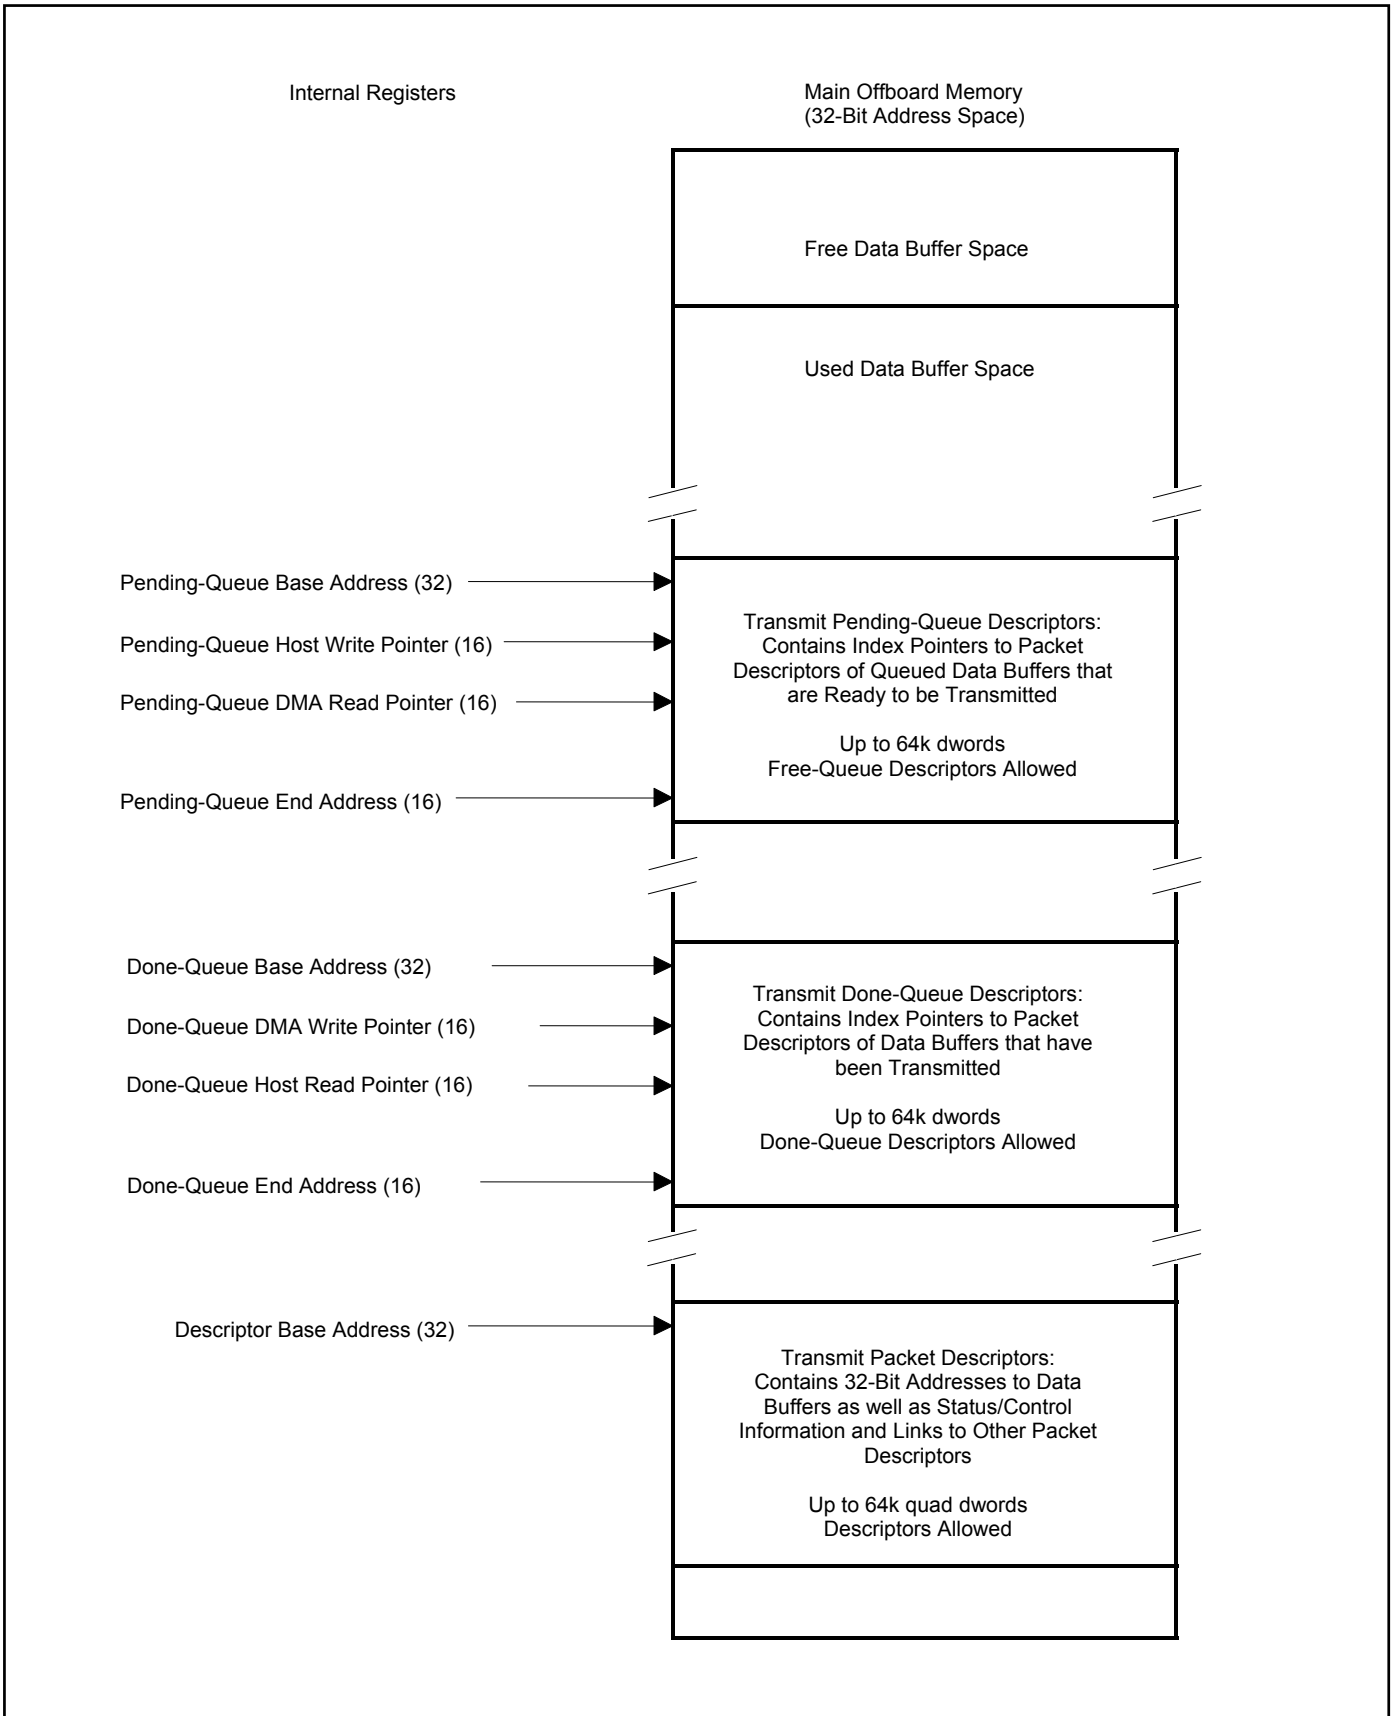 Internal Registers
Main Offboard Memory
(32-Bit Address Space)
Free Data Buffer Space
Used Data Buffer Space
Pending-Queue Base Address (32)
Pending-Queue Host Write Pointer (16)
Pending-Queue DMA Read Pointer (16)
Pending-Queue End Address (16)
Transmit Pending-Queue Descriptors:
Contains Index Pointers to Packet
Descriptors of Queued Data Buffers that
are Ready to be Transmitted
Up to 64k dwords
Free-Queue Descriptors Allowed
Done-Queue Base Address (32)
Done-Queue DMA Write Pointer (16)
Done-Queue Host Read Pointer (16)
Done-Queue End Address (16)
Transmit Done-Queue Descriptors:
Contains Index Pointers to Packet
Descriptors of Data Buffers that have
been Transmitted
Up to 64k dwords
Done-Queue Descriptors Allowed
Descriptor Base Address (32)
Transmit Packet Descriptors:
Contains 32-Bit Addresses to Data
Buffers as well as Status/Control
Information and Links to Other Packet
Descriptors
Up to 64k quad dwords
Descriptors Allowed